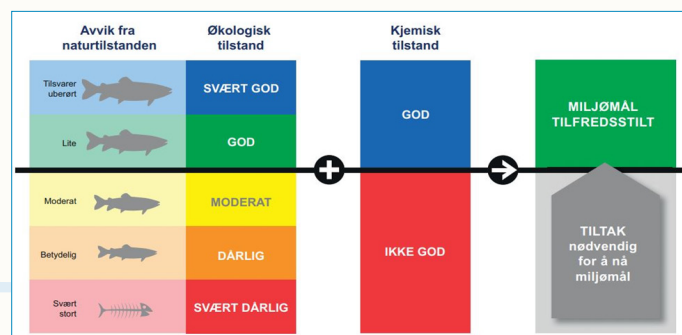 Avvik fra
naturtilstanden
Økologisk
tilstand
Kjemisk
tilstand
Tilsvarer
uberørt
SVÆRT GOD
Lite
GOD
Moderat
MODERAT
Betydelig
DÅRLIG
Svært
stort
SVÆRT DÅRLIG
GOD
IKKE GOD
MILJØMÅL
TILFREDSSTILT
TILTAK
nødvendig
for å nå
miljømål